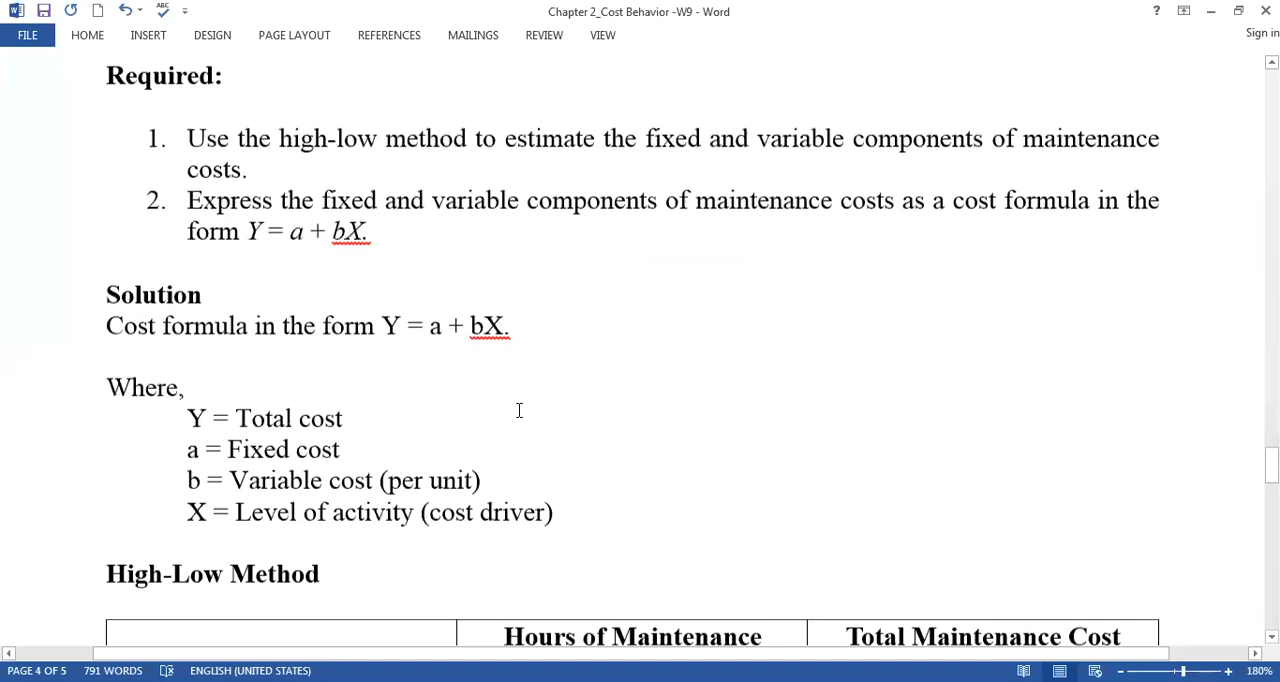 Chapter 2_Cost Behavior -W9 - Word
?
Sign in
FILE HOME INSERT DESIGN PAGE LAYOUT REFERENCES MAILINGS REVIEW VIEW
Required:
1. Use the high-low method to estimate the fixed and variable components of maintenance
costs.
2. Express the fixed and variable components of maintenance costs as a cost formula in the
form Y = a + bX.
Solution
Cost formula in the form Y = a + bX.
Where,
Y = Total cost
a = Fixed cost
b = Variable cost (per unit)
X = Level of activity (cost driver)
High-Low Method
Hours of Maintenance Total Maintenance Cost
PAGE 4 OF 5 791 WORDS ENGLISH (UNITED STATES) 180%